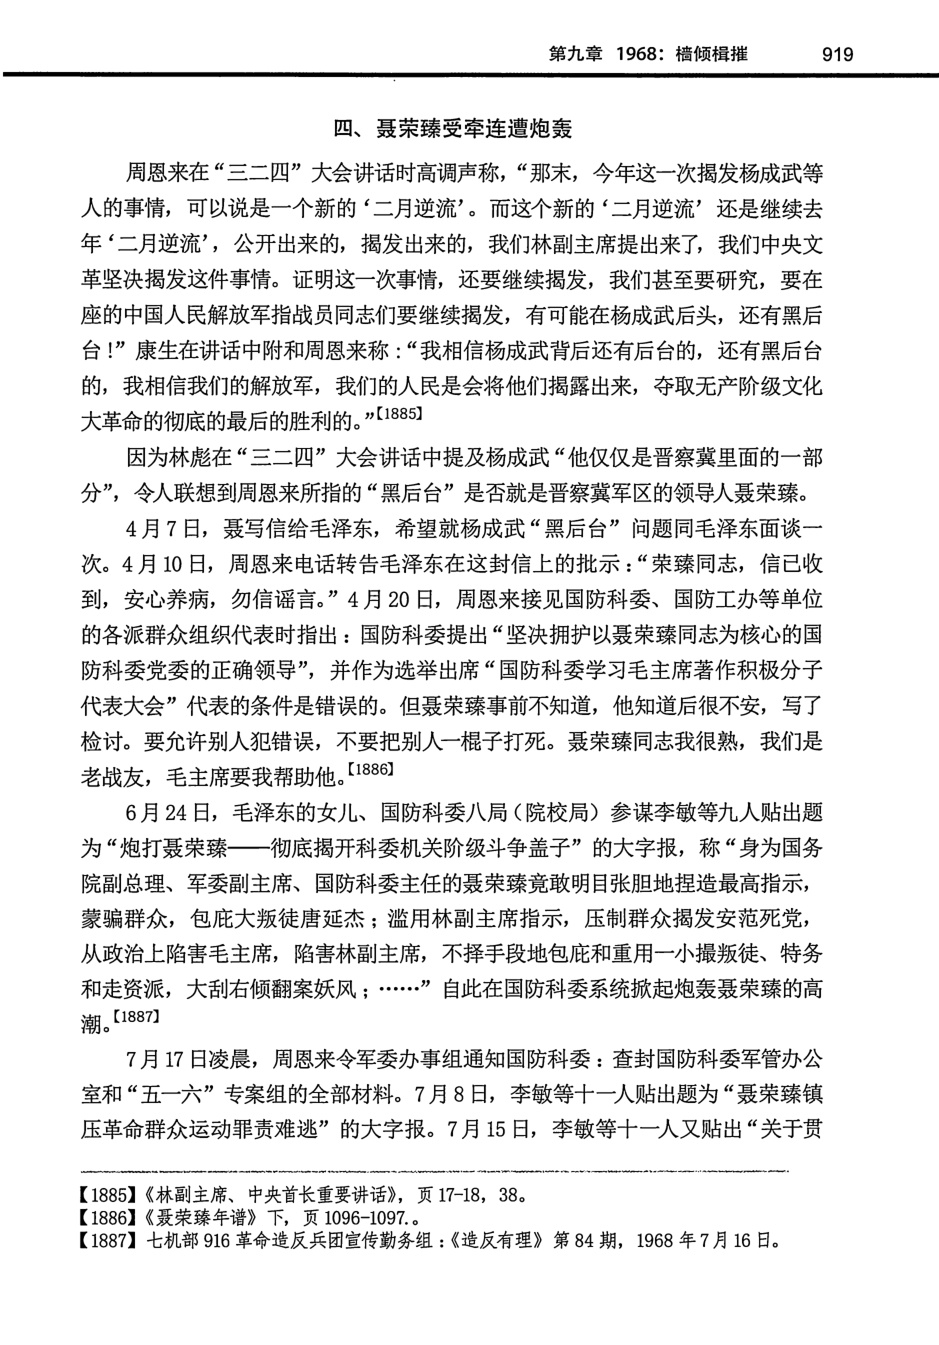 第九章 1968：樯倾楫摧 919
四、聂荣臻受牵连遭炮轰
周恩来在“三二四”大会讲话时高调声称，“那末，今年这一次揭发杨成武等
人的事情，可以说是一个新的‘二月逆流’。而这个新的‘二月逆流’还是继续去
年‘二月逆流’，公开出来的，揭发出来的，我们林副主席提出来了，我们中央文
革坚决揭发这件事情。证明这一次事情，还要继续揭发，我们甚至要研究，要在
座的中国人民解放军指战员同志们要继续揭发，有可能在杨成武后头，还有黑后
台！”康生在讲话中附和周恩来称：“我相信杨成武背后还有后台的，还有黑后台
的，我相信我们的解放军，我们的人民是会将他们揭露出来，夺取无产阶级文化
大革命的彻底的最后的胜利的。”【1885】
因为林彪在“三二四”大会讲话中提及杨成武“他仅仅是晋察冀里面的一部
分”，令人联想到周恩来所指的“黑后台”是否就是晋察冀军区的领导人聂荣臻。
4月7日，聂写信给毛泽东，希望就杨成武“黑后台”问题同毛泽东面谈一
次。4月10日，周恩来电话转告毛泽东在这封信上的批示：“荣臻同志，信已收
到，安心养病，勿信谣言。”4月20日，周恩来接见国防科委、国防工办等单位
的各派群众组织代表时指出：国防科委提出“坚决拥护以聂荣臻同志为核心的国
防科委党委的正确领导”，并作为选举出席“国防科委学习毛主席著作积极分子
代表大会”代表的条件是错误的。但聂荣臻事前不知道，他知道后很不安，写了
检讨。要允许别人犯错误，不要把别人一棍子打死。聂荣臻同志我很熟，我们是
老战友，毛主席要我帮助他。【1886】
6月24日，毛泽东的女儿、国防科委八局（院校局）参谋李敏等九人贴出题
为“炮打聂荣臻——彻底揭开科委机关阶级斗争盖子”的大字报，称“身为国务
院副总理、军委副主席、国防科委主任的聂荣臻竟敢明目张胆地捏造最高指示，
蒙骗群众，包庇大叛徒唐延杰；滥用林副主席指示，压制群众揭发安范死党，
从政治上陷害毛主席，陷害林副主席，不择手段地包庇和重用一小撮叛徒、特务
和走资派，大刮右倾翻案妖风；……”自此在国防科委系统掀起炮轰聂荣臻的高
潮。【1887】
7月17日凌晨，周恩来令军委办事组通知国防科委：查封国防科委军管办公
室和“五一六”专案组的全部材料。7月8日，李敏等十一人贴出题为“聂荣臻镇
压革命群众运动罪责难逃”的大字报。7月15日，李敏等十一人又贴出“关于贯
【1885】《林副主席、中央首长重要讲话》，页17-18，38。
【1886】《聂荣臻年谱》下，页1096-1097.。
【1887】七机部916革命造反兵团宣传勤务组：《造反有理》第84期，1968年7月16日。